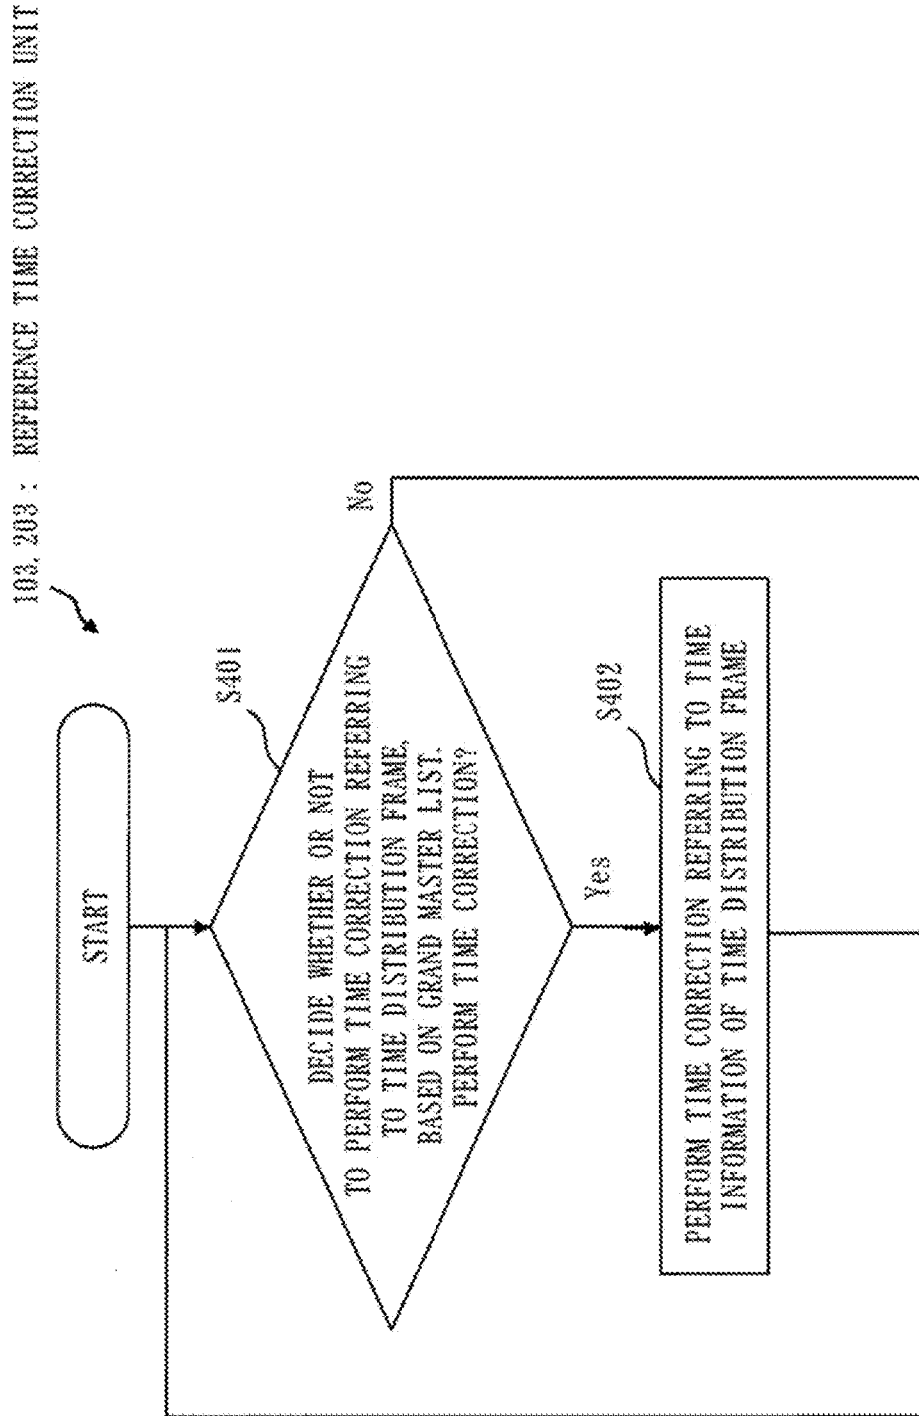 103, 203 : REFERENCE TIME CORRECTION UNIT
START
S401
DECIDE WHETHER OR NOT
TO PERFORM TIME CORRECTION REFERRING
TO TIME DISTRIBUTION FRAME,
BASED ON GRAND MASTER LIST.
PERFORM TIME CORRECTION?
No
Yes
S402
PERFORM TIME CORRECTION REFERRING TO TIME
INFORMATION OF TIME DISTRIBUTION FRAME